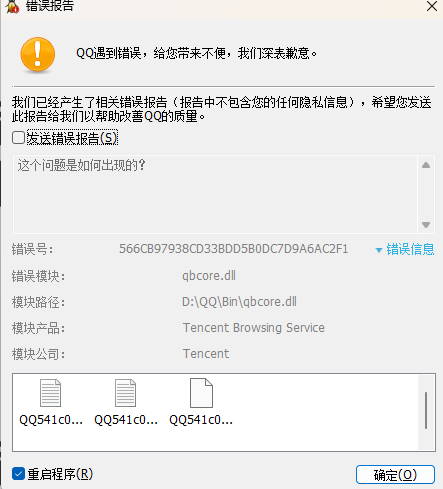 错误报告
QQ遇到错误，给您带来不便，我们深表歉意。
我们已经产生了相关错误报告（报告中不包含您的任何隐私信息），希望您发送
此报告给我们以帮助改善QQ的质量。
发送错误报告(S)
这个问题是如何出现的？
错误号： 566CB97938CD33BDD5B0DC7D9A6AC2F1 错误信息
错误模块： qbcore.dll
模块路径： D:\QQ\Bin\qbcore.dll
模块产品： Tencent Browsing Service
模块公司： Tencent
QQ541c0... QQ541c0... QQ541c0...
重启程序(R) 确定(O)